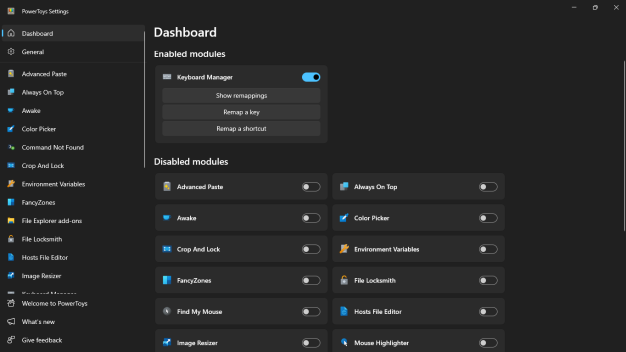 PowerToys Settings
Dashboard
General
Advanced Paste
Always On Top
Awake
Color Picker
Command Not Found
Crop And Lock
Environment Variables
FancyZones
File Explorer add-ons
File Locksmith
Hosts File Editor
Image Resizer
Keyboard Manager
Welcome to PowerToys
What's new
Give feedback
Dashboard
Enabled modules
Keyboard Manager
Show remappings
Remap a key
Remap a shortcut
Disabled modules
Advanced Paste
Always On Top
Awake
Color Picker
Crop And Lock
Environment Variables
FancyZones
File Locksmith
Find My Mouse
Hosts File Editor
Image Resizer
Mouse Highlighter